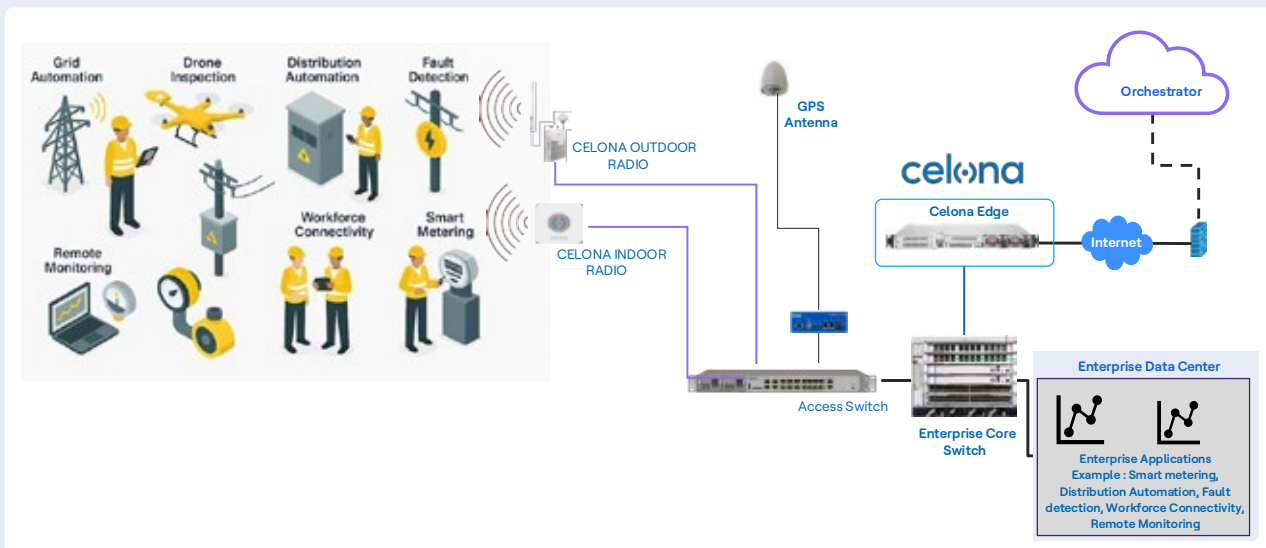 Grid
Automation
Drone
Inspection
Distribution
Automation
Fault
Detection
Remote
Monitoring
Workforce
Connectivity
Smart
Metering
CELONA OUTDOOR
RADIO
CELONA INDOOR
RADIO
GPS
Antenna
Access Switch
celona
Celona Edge
Internet
Orchestrator
Enterprise Core
Switch
Enterprise Data Center
Enterprise Applications
Example : Smart metering,
Distribution Automation, Fault
detection, Workforce Connectivity,
Remote Monitoring